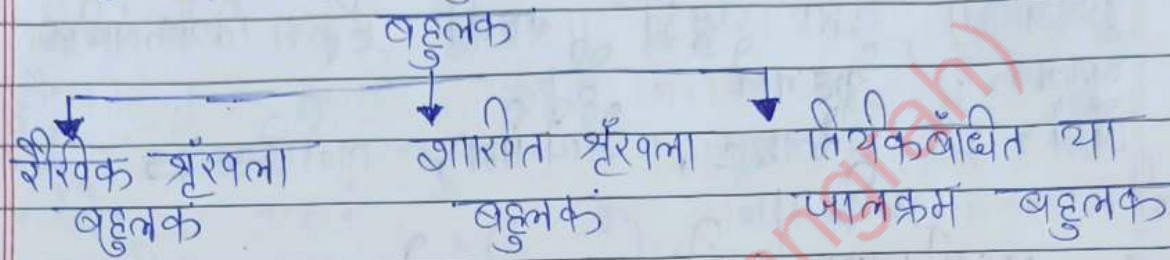 बहुलक
रैखिक श्रृंखला शाखित श्रृंखला तिर्यकबंधित या
बहुलक बहुलक जालक्रम बहुलक